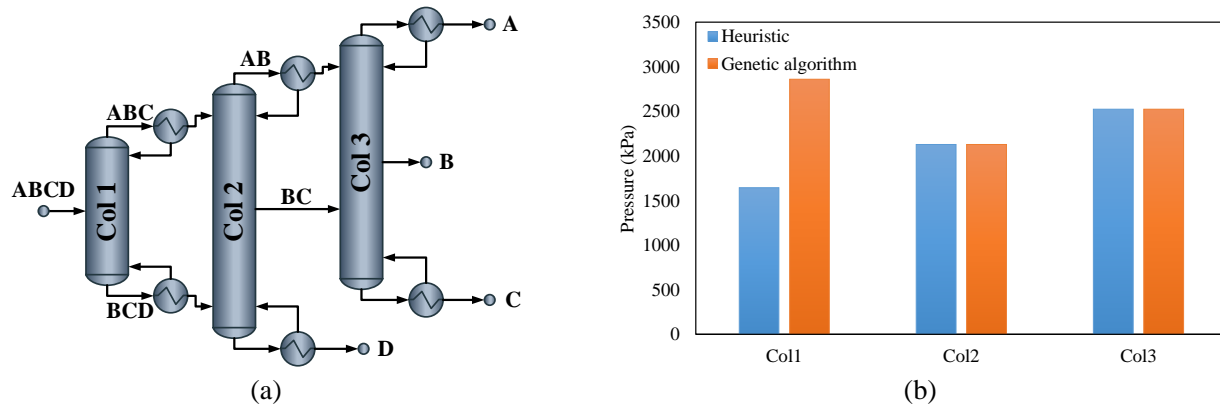 A
AB
ABC
Col 3
Col 2
Col 1
B
ABCD
BC
BCD
C
D
(a)
3500
3000
2500
2000
1500
1000
500
0
Pressure (kPa)
Heuristic
Genetic algorithm
Col1
Col2
Col3
(b)